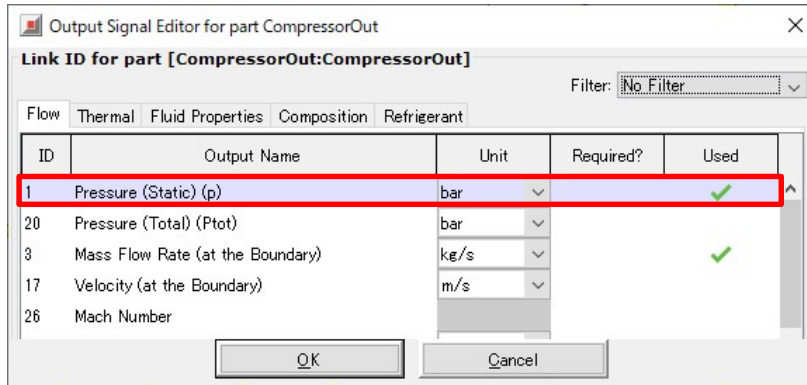 Output Signal Editor for part CompressorOut
Link ID for part [CompressorOut:CompressorOut]
Filter: No Filter
Flow Thermal Fluid Properties Composition Refrigerant
ID Output Name Unit Required? Used
1 Pressure (Static) (p) bar
20 Pressure (Total) (Ptot) bar
3 Mass Flow Rate (at the Boundary) kg/s
17 Velocity (at the Boundary) m/s
26 Mach Number
OK Cancel